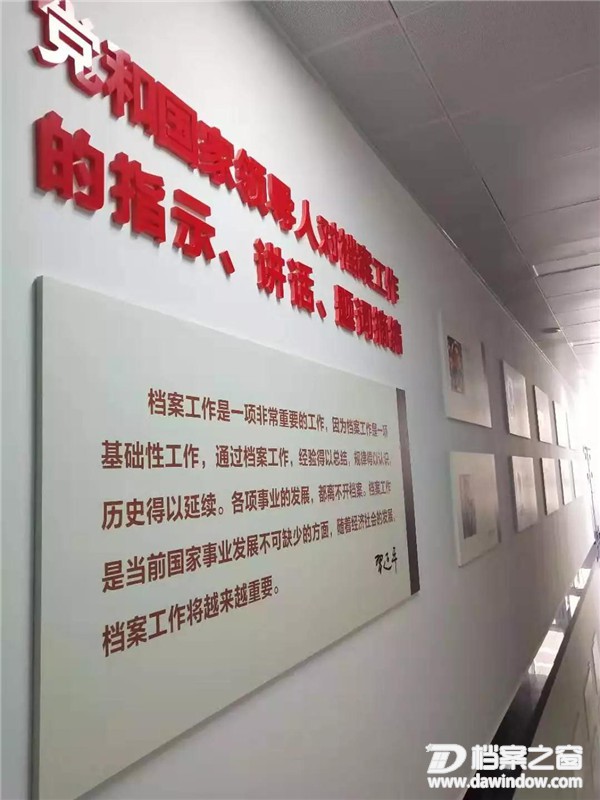 党和国家领导人对档案工作
的指示、讲话、题词
档案工作是一项非常重要的工作，因为档案工作是一项
基础性工作，通过档案工作，经验得以总结，规律得以认识，
历史得以延续。各项事业的发展，都离不开档案。档案工作
是当前国家事业发展不可缺少的方面，随着经济社会的发展，
档案工作将越来越重要。
档案之窗
www.dawindow.com